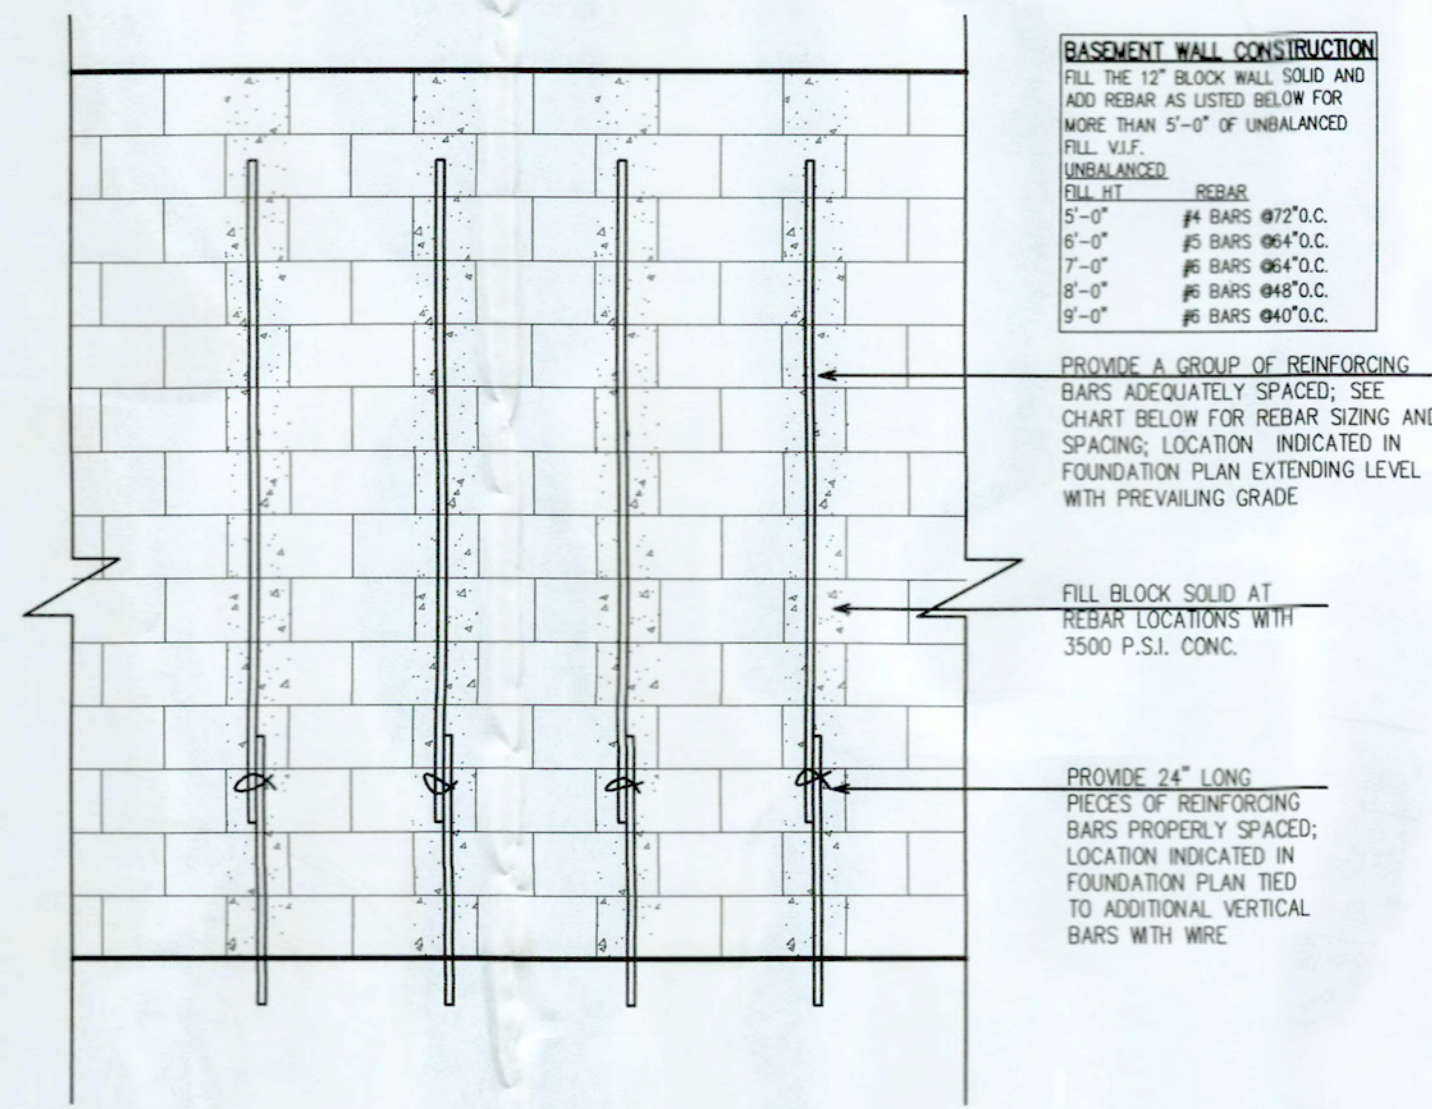 BASEMENT WALL CONSTRUCTION
FILL THE 12" BLOCK WALL SOLID AND
ADD REBAR AS LISTED BELOW FOR
MORE THAN 5'-0" OF UNBALANCED
FILL. V.I.F.
UNBALANCED
FILL HT REBAR
5'-0" #4 BARS @72"O.C.
6'-0" #5 BARS @64"O.C.
7'-0" #6 BARS @64"O.C.
8'-0" #6 BARS @48"O.C.
9'-0" #6 BARS @40"O.C.
PROVIDE A GROUP OF REINFORCING
BARS ADEQUATELY SPACED; SEE
CHART BELOW FOR REBAR SIZING AND
SPACING; LOCATION INDICATED IN
FOUNDATION PLAN EXTENDING LEVEL
WITH PREVAILING GRADE
FILL BLOCK SOLID AT
REBAR LOCATIONS WITH
3500 P.S.I. CONC.
PROVIDE 24" LONG
PIECES OF REINFORCING
BARS PROPERLY SPACED;
LOCATION INDICATED IN
FOUNDATION PLAN TIED
TO ADDITIONAL VERTICAL
BARS WITH WIRE